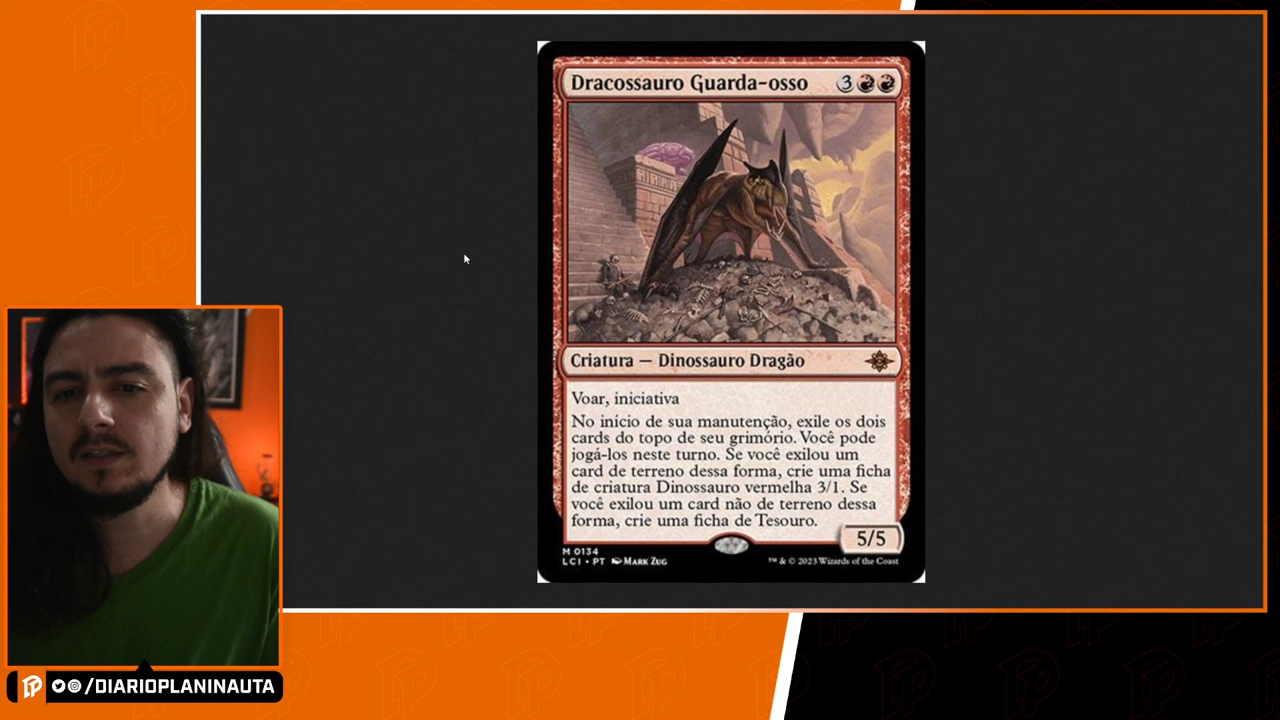 Dracossauro Guarda-osso 3
Criatura — Dinossauro Dragão
Voar, iniciativa
No início de sua manutenção, exile os dois
cards do topo de seu grimório. Você pode
jogá-los neste turno. Se você exilou um
card de terreno dessa forma, crie uma ficha
de criatura Dinossauro vermelha 3/1. Se
você exilou um card não de terreno dessa
forma, crie uma ficha de Tesouro.
5/5
M 0134
LCI • PT MARK ZUG
™ & © 2023 Wizards of the Coast
/DIARIOPLANINAUTA